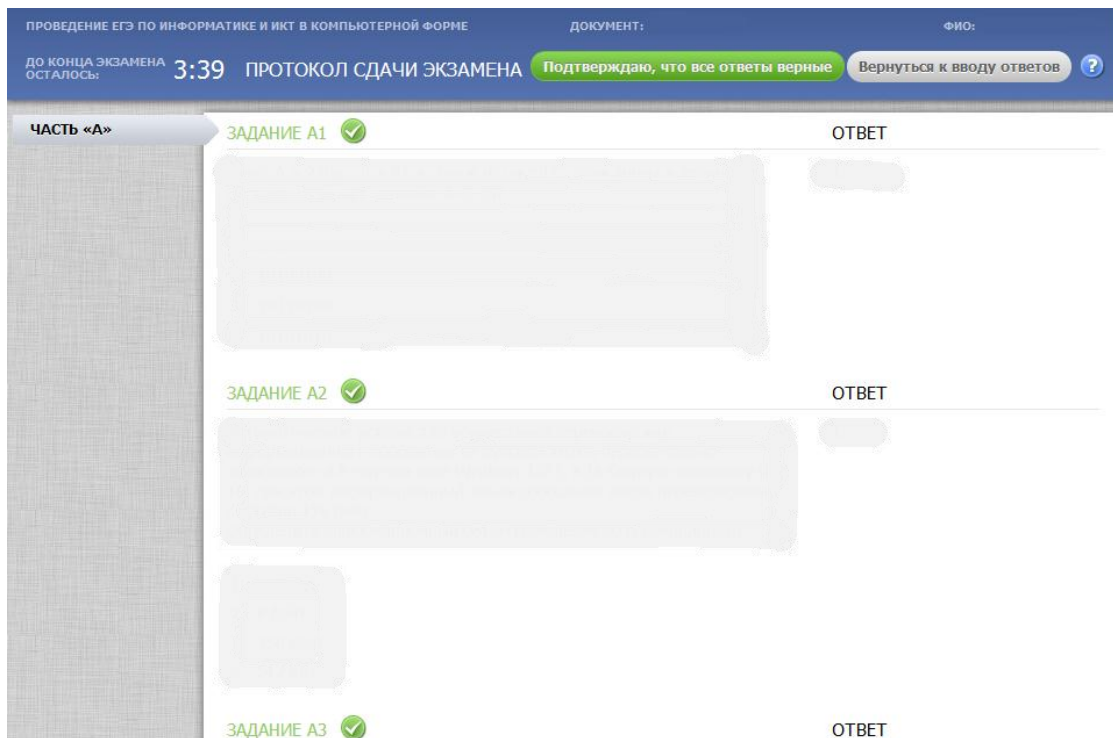 ПРОВЕДЕНИЕ ЕГЭ ПО ИНФОРМАТИКЕ И ИКТ В КОМПЬЮТЕРНОЙ ФОРМЕ ДОКУМЕНТ: ФИО:
ДО КОНЦА ЭКЗАМЕНА
ОСТАЛОСЬ: 3:39 ПРОТОКОЛ СДАЧИ ЭКЗАМЕНА Подтверждаю, что все ответы верные Вернуться к вводу ответов ?
ЧАСТЬ «А»
ЗАДАНИЕ А1 ОТВЕТ
ЗАДАНИЕ А2 ОТВЕТ
ЗАДАНИЕ А3 ОТВЕТ